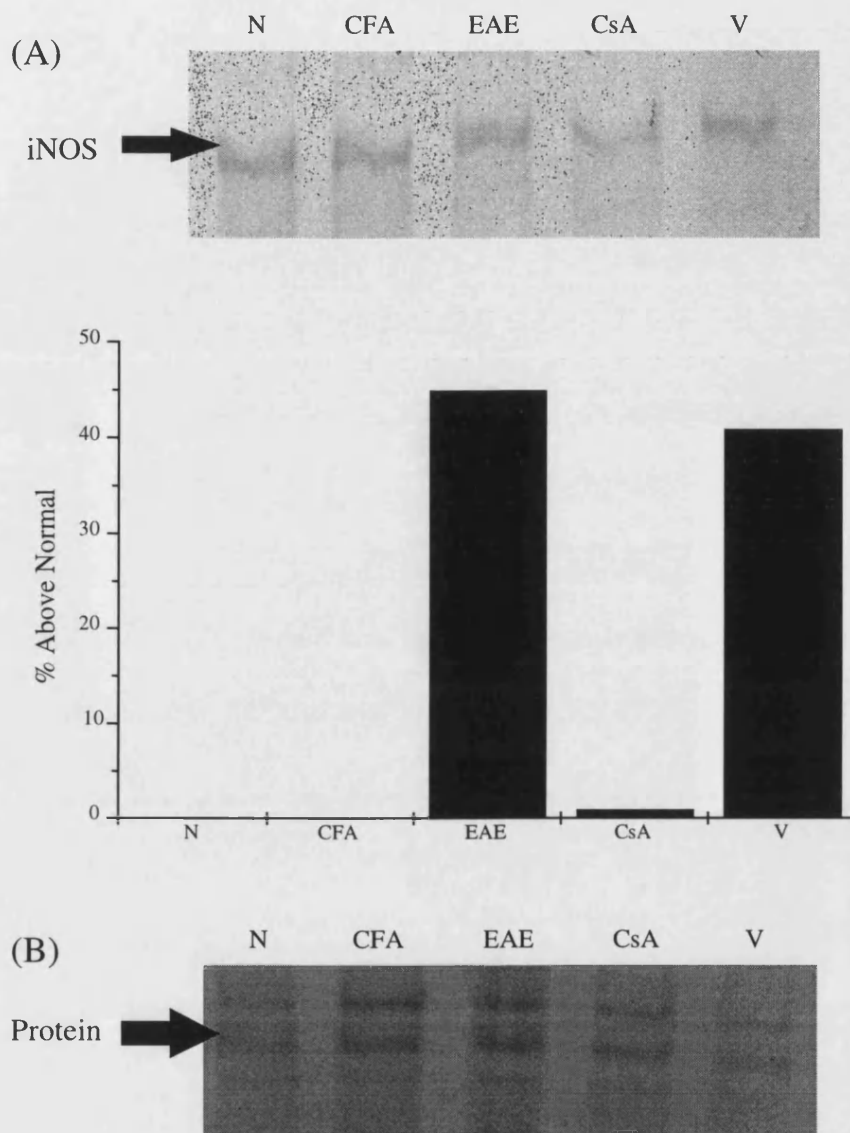 N CFA EAE CsA V
(A)
iNOS
50
40
30
20
10
0
% Above Normal
N CFA EAE CsA V
N CFA EAE CsA V
(B)
Protein